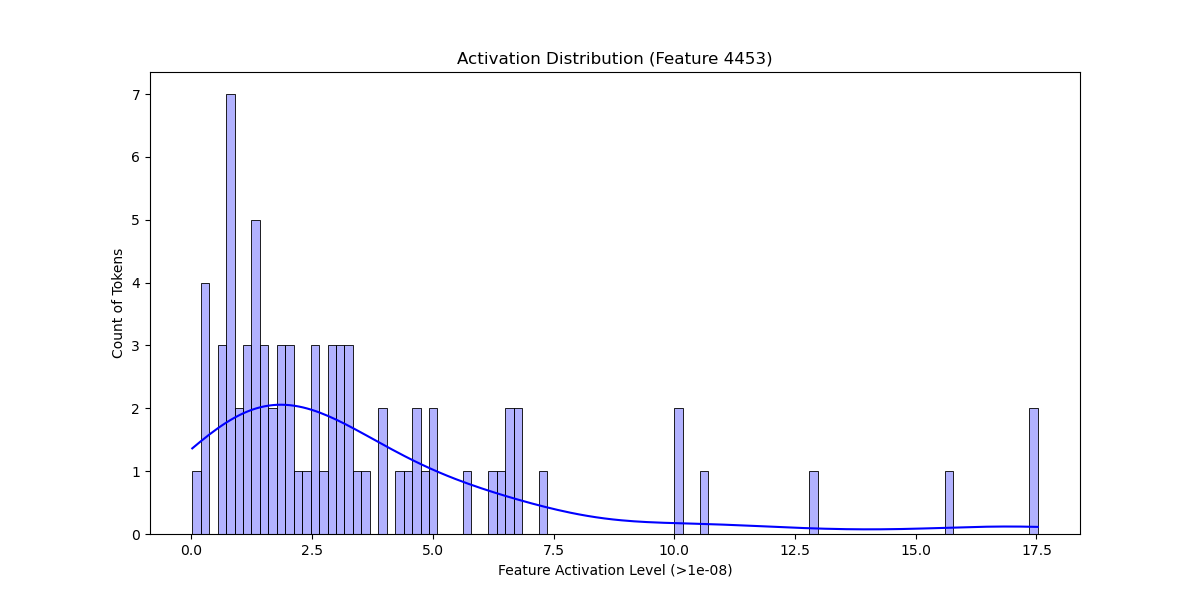 Activation Distribution (Feature 4453)
7
6
5
4
3
2
1
0
Count of Tokens
0.0 2.5 5.0 7.5 10.0 12.5 15.0 17.5
Feature Activation Level (>1e-08)